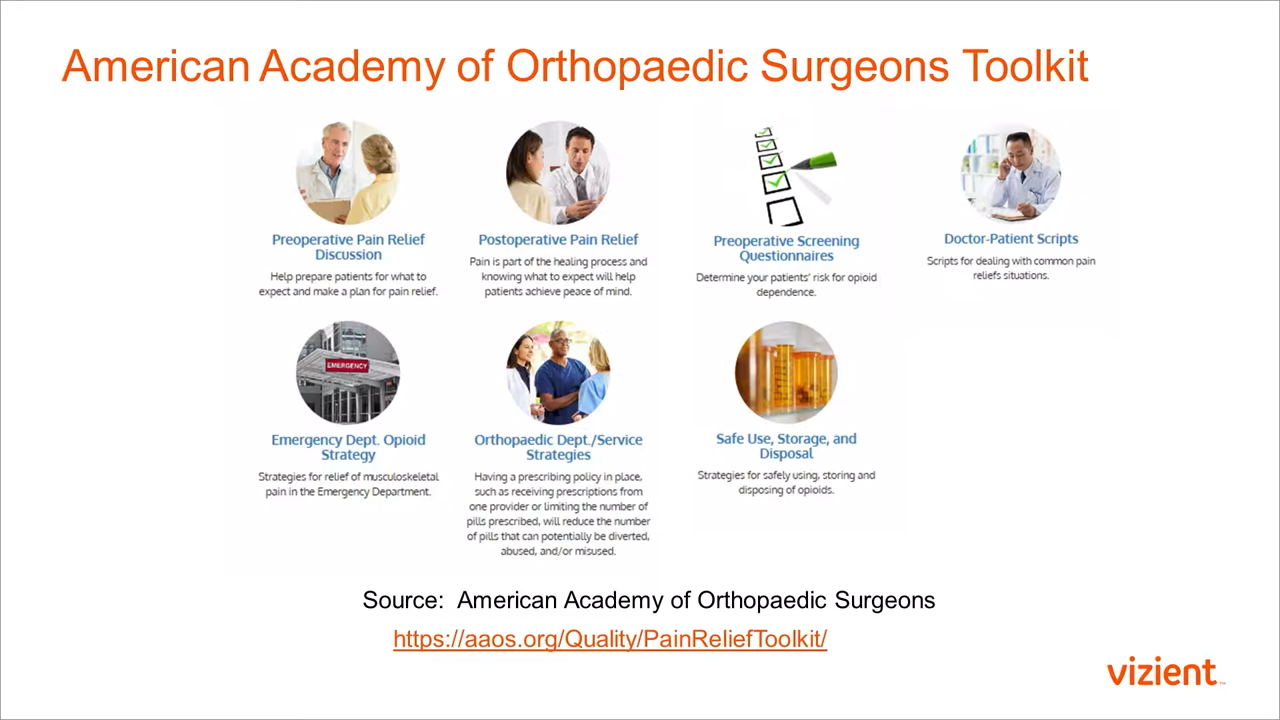 American Academy of Orthopaedic Surgeons Toolkit
Preoperative Pain Relief
Discussion
Help prepare patients for what to
expect and make a plan for pain relief.
Postoperative Pain Relief
Pain is part of the healing process and
knowing what to expect will help
patients achieve peace of mind.
Preoperative Screening
Questionnaires
Determine your patients' risk for opioid
dependence.
Doctor-Patient Scripts
Scripts for dealing with common pain
reliefs situations.
EMERGENCY
Emergency Dept. Opioid
Strategy
Strategies for relief of musculoskeletal
pain in the Emergency Department.
Orthopaedic Dept./Service
Strategies
Having a prescribing policy in place,
such as receiving prescriptions from
one provider or limiting the number of
pills prescribed, will reduce the number
of pills that can potentially be diverted,
abused, and/or misused.
Safe Use, Storage, and
Disposal
Strategies for safely using, storing and
disposing of opioids.
Source: American Academy of Orthopaedic Surgeons
https://aaos.org/Quality/PainReliefToolkit/
vizient